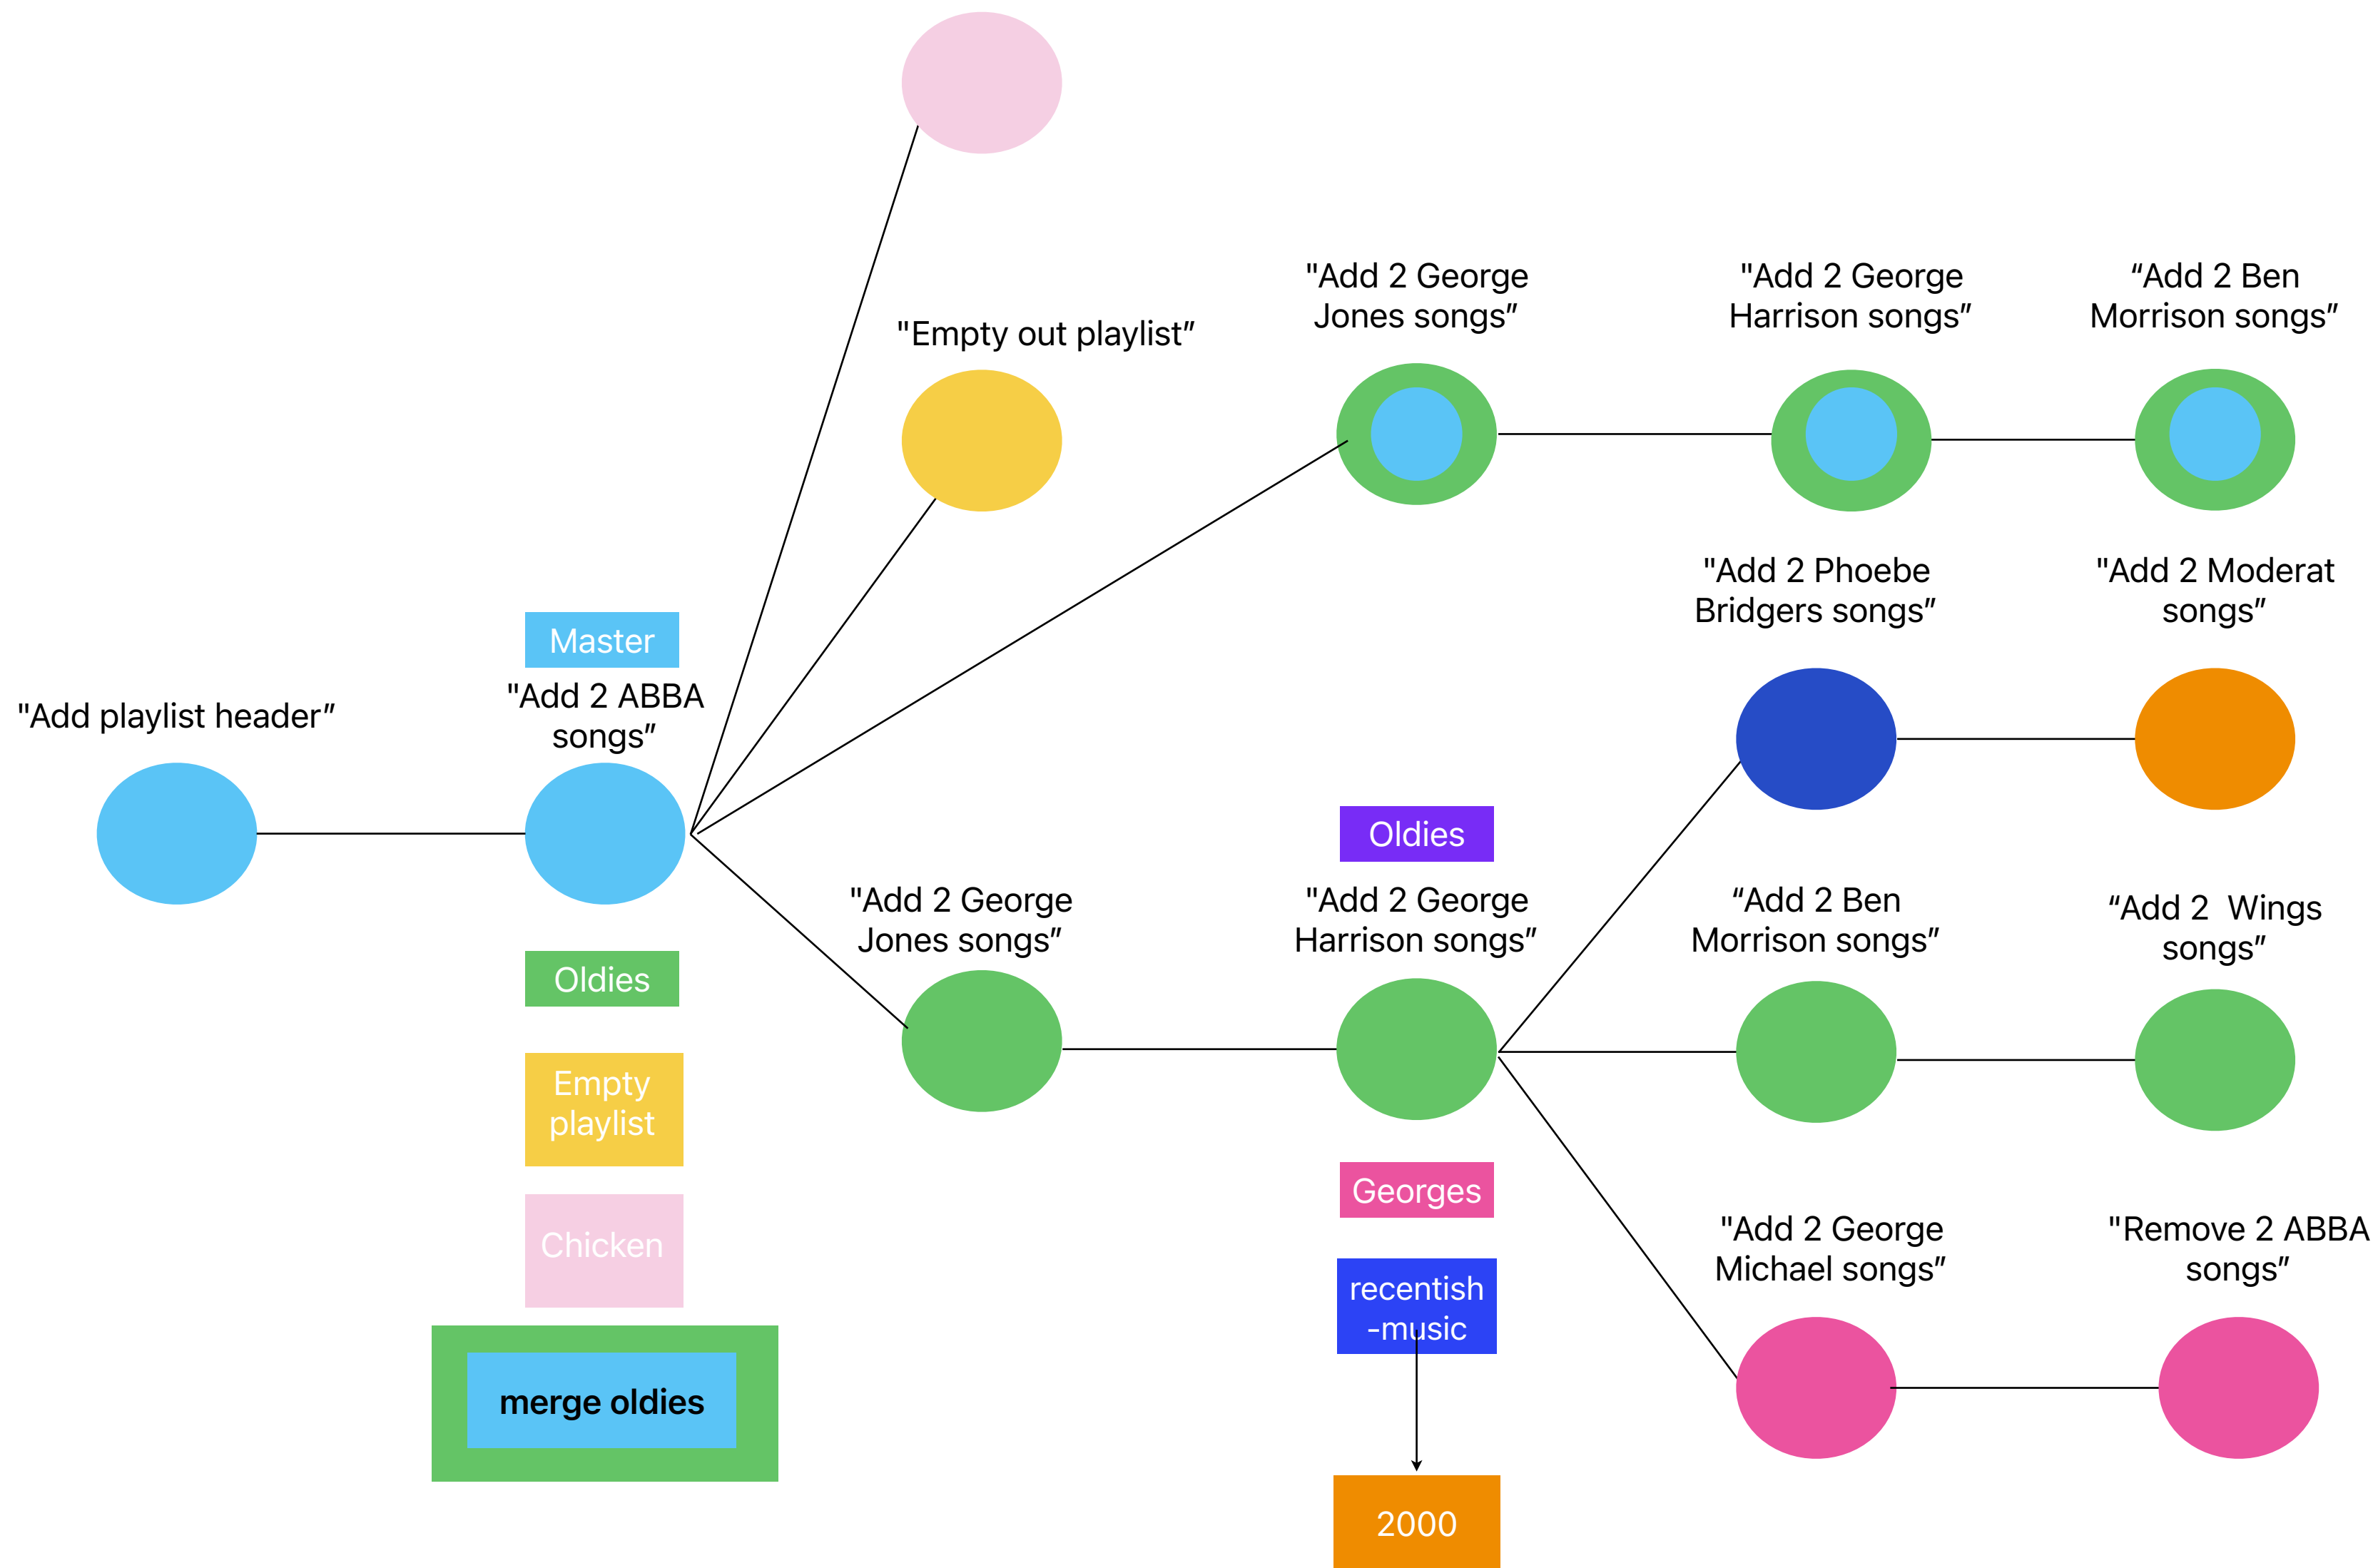 "Add 2 George
Jones songs”
"Add 2 George
Harrison songs”
“Add 2 Ben
Morrison songs”
"Empty out playlist”
"Add 2 Phoebe
Bridgers songs”
"Add 2 Moderat
songs”
Master
"Add 2 ABBA
songs”
"Add playlist header”
Oldies
"Add 2 George
Jones songs”
"Add 2 George
Harrison songs”
“Add 2 Ben
Morrison songs”
“Add 2  Wings
songs”
Oldies
Empty
playlist
Georges
Chicken
"Add 2 George
Michael songs”
"Remove 2 ABBA
songs”
recentish
-music
merge oldies
2000